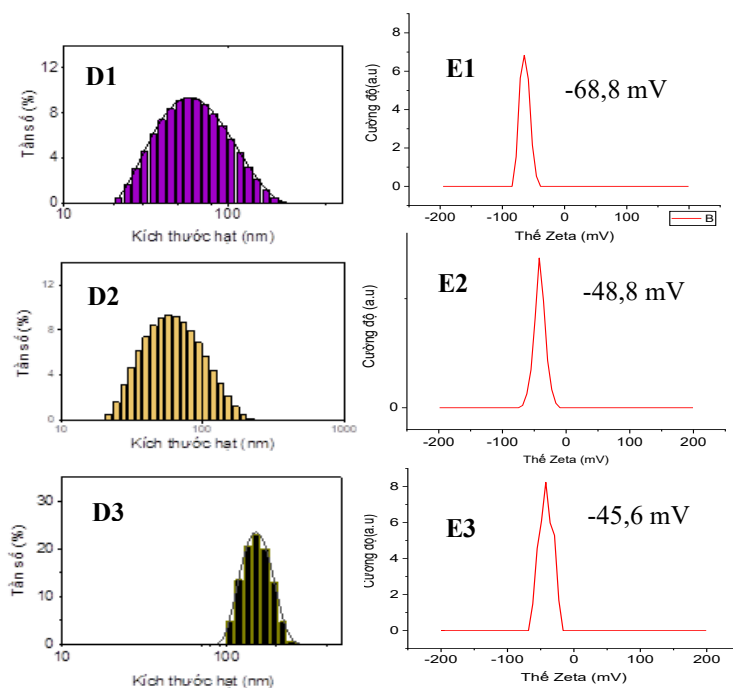 D1
12
8
4
0
10
100
Tần số (%)
Kích thước hạt (nm)
E1
-68,8 mV
8
6
4
2
0
-200
-100
0
100
200
Cường độ(a.u)
Thế Zeta (mV)
B
D2
12
8
4
0
10
100
1000
Tần số (%)
Kích thước hạt (nm)
E2
-48,8 mV
0
-200
-100
0
100
200
Cường độ (a.u)
Thế Zeta (mV)
D3
30
20
10
0
10
100
Tần số (%)
Kích thước hạt (nm)
E3
-45,6 mV
8
6
4
2
0
-200
-100
0
100
200
Cường độ(a.u)
Thế Zeta (mV)